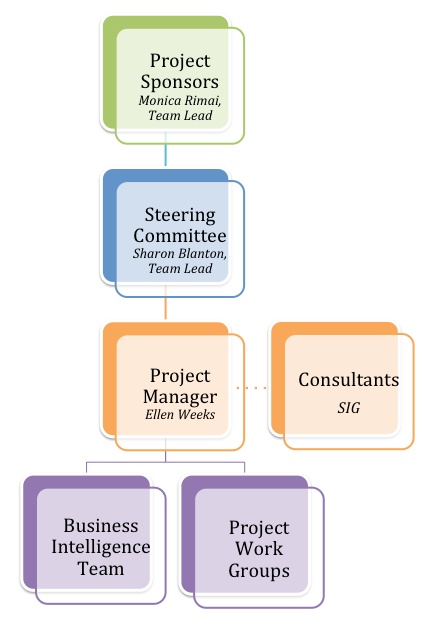 Project
Sponsors
Monica Rimai,
Team Lead
Steering
Committee
Sharon Blanton,
Team Lead
Project
Manager
Ellen Weeks
Consultants
SIG
Business
Intelligence
Team
Project
Work
Groups